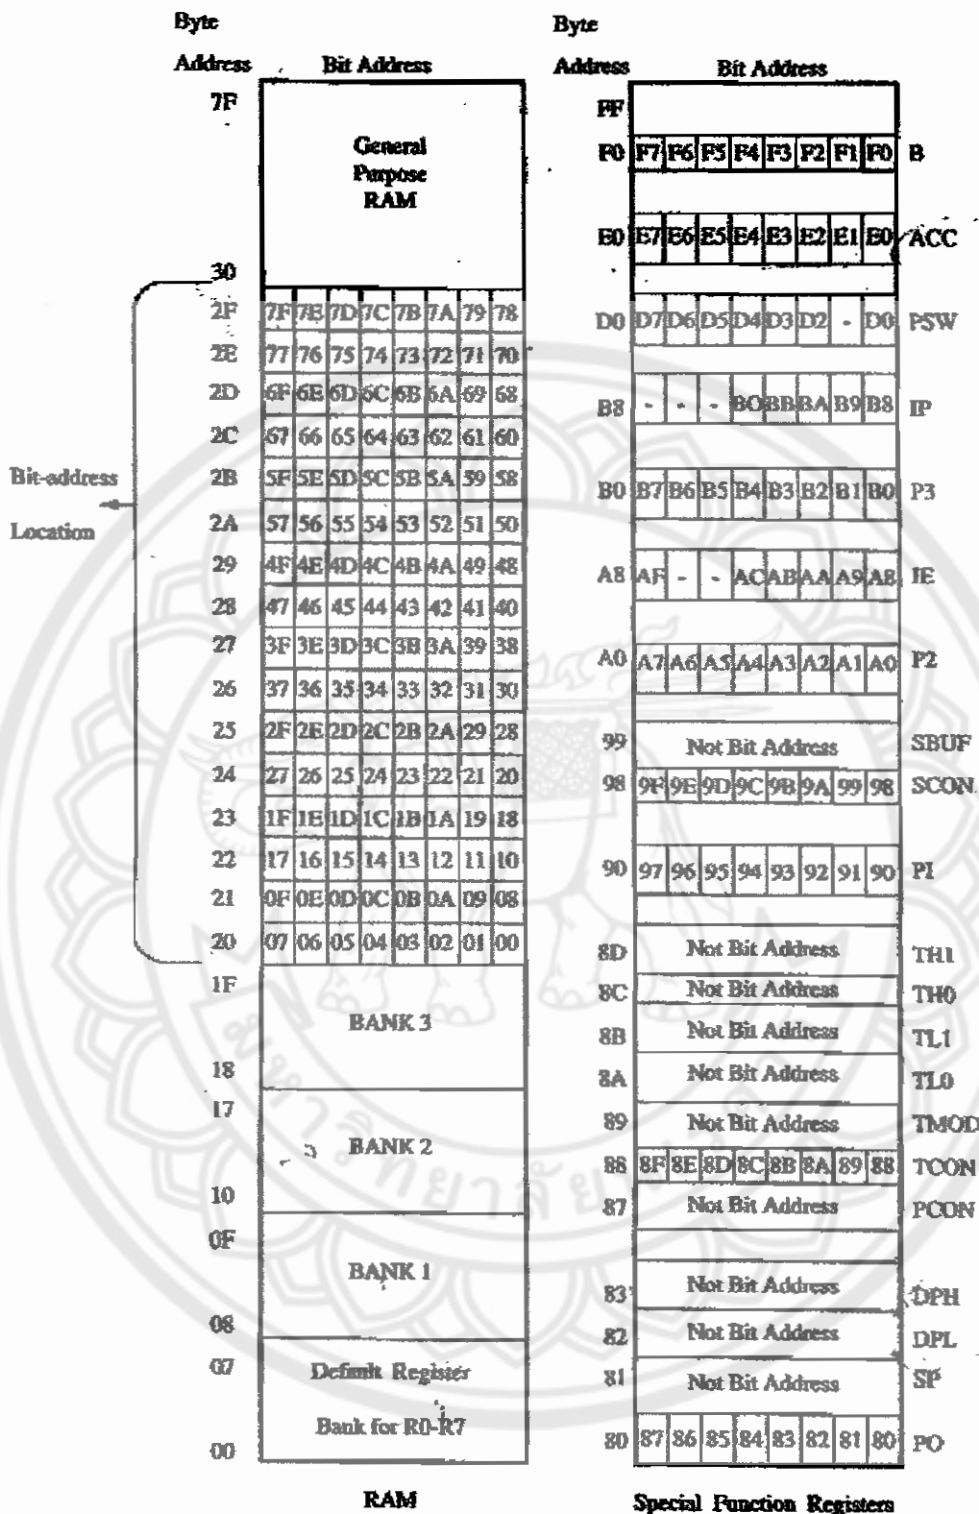 Byte
Address Bit Address
7F
General
Purpose
RAM
30
2F 7F 7E 7D 7C 7B 7A 79 78
2E 77 76 75 74 73 72 71 70
2D 6F 6E 6D 6C 6B 6A 69 68
2C 67 66 65 64 63 62 61 60
2B 5F 5E 5D 5C 5B 5A 59 58
2A 57 56 55 54 53 52 51 50
29 4F 4E 4D 4C 4B 4A 49 48
28 47 46 45 44 43 42 41 40
27 3F 3E 3D 3C 3B 3A 39 38
26 37 36 35 34 33 32 31 30
25 2F 2E 2D 2C 2B 2A 29 28
24 27 26 25 24 23 22 21 20
23 1F 1E 1D 1C 1B 1A 19 18
22 17 16 15 14 13 12 11 10
21 0F 0E 0D 0C 0B 0A 09 08
20 07 06 05 04 03 02 01 00
Bit-address
Location
1F
BANK 3
18
17
BANK 2
10
0F
BANK 1
08
07 Default Register
Bank for R0-R7
00
RAM
Byte
Address Bit Address
FF
F0 F7 F6 F5 F4 F3 F2 F1 F0 B
E0 E7 E6 E5 E4 E3 E2 E1 E0 ACC
D0 D7 D6 D5 D4 D3 D2 - D0 PSW
B8 - - - BO BB BA B9 B8 IP
B0 B7 B6 B5 B4 B3 B2 B1 B0 P3
A8 AF - - AC AB AA A9 A8 IE
A0 A7 A6 A5 A4 A3 A2 A1 A0 P2
99 Not Bit Address SBUF
98 9F 9E 9D 9C 9B 9A 99 98 SCON
90 97 96 95 94 93 92 91 90 PI
8D Not Bit Address TH1
8C Not Bit Address TH0
8B Not Bit Address TL1
8A Not Bit Address TL0
89 Not Bit Address TMOD
88 8F 8E 8D 8C 8B 8A 89 88 TCON
87 Not Bit Address PCON
83 Not Bit Address DPH
82 Not Bit Address DPL
81 Not Bit Address SP
80 87 86 85 84 83 82 81 80 PO
Special Function Registers